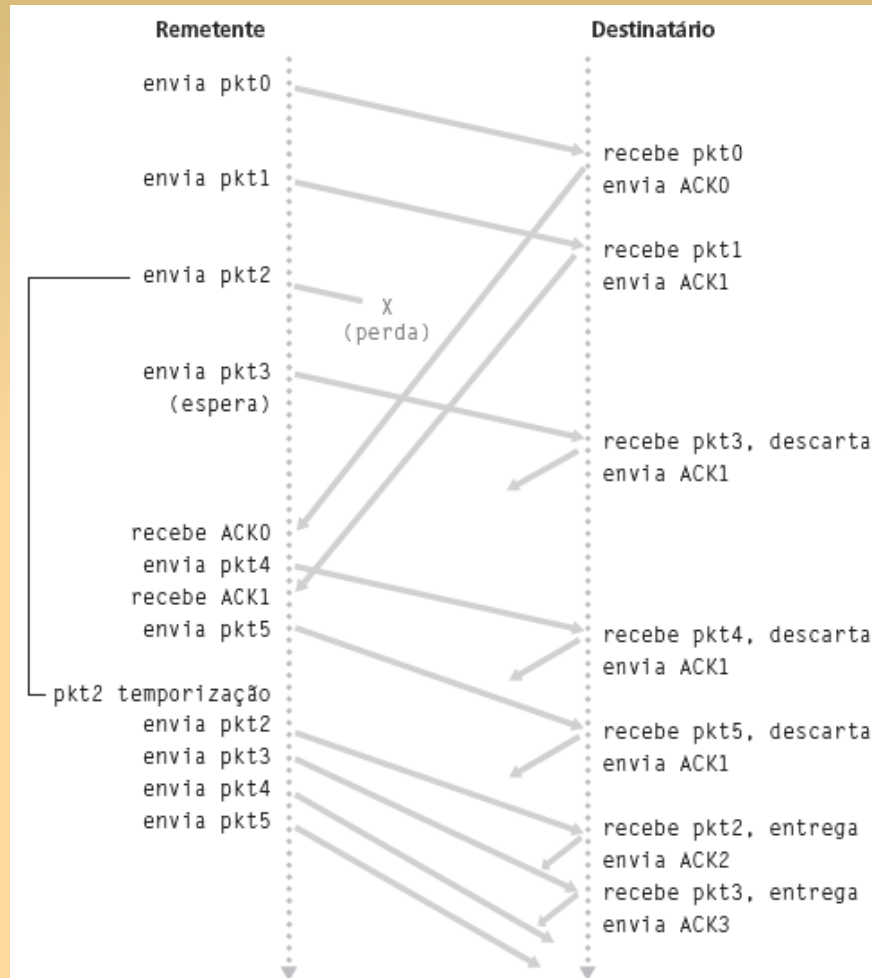 Remetente
Destinatário
envia pkt0
recebe pkt0
envia ACK0
envia pkt1
recebe pkt1
envia ACK1
envia pkt2
X
(perda)
envia pkt3
(espera)
recebe pkt3, descarta
envia ACK1
recebe ACK0
envia pkt4
recebe ACK1
envia pkt5
recebe pkt4, descarta
envia ACK1
pkt2 temporização
envia pkt2
envia pkt3
envia pkt4
envia pkt5
recebe pkt5, descarta
envia ACK1
recebe pkt2, entrega
envia ACK2
recebe pkt3, entrega
envia ACK3